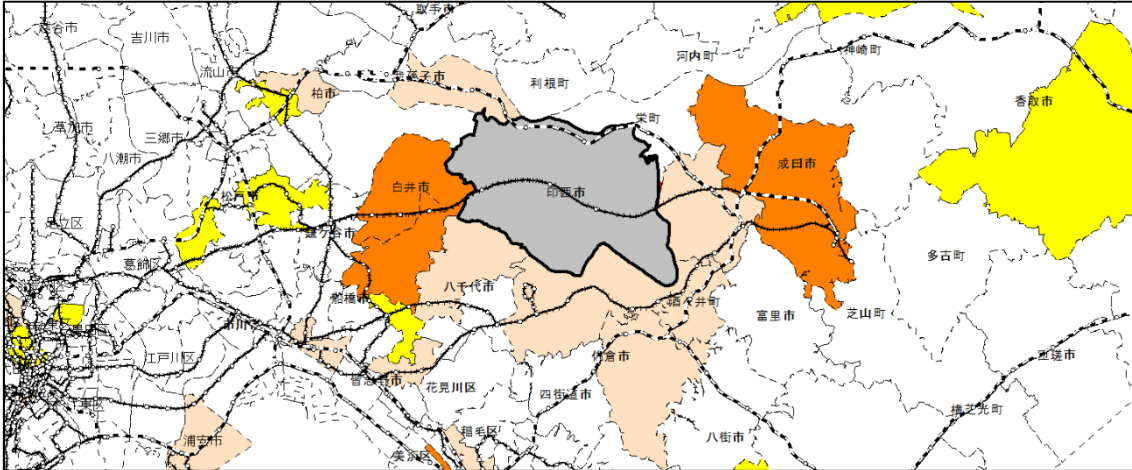 越谷市
吉川市
取手市
河内町
神崎町
流山市
柏市
我孫子市
利根町
香取市
草加市
三郷市
栄町
八潮市
成田市
白井市
印西市
松戸市
足立区
鎌ケ谷市
多古町
葛飾区
八千代市
船橋市
酒々井町
富里市
芝山町
市川市
江戸川区
佐倉市
匝瑳市
習志野市
花見川区
四街道市
横芝光町
浦安市
稲毛区
八街市
美浜区